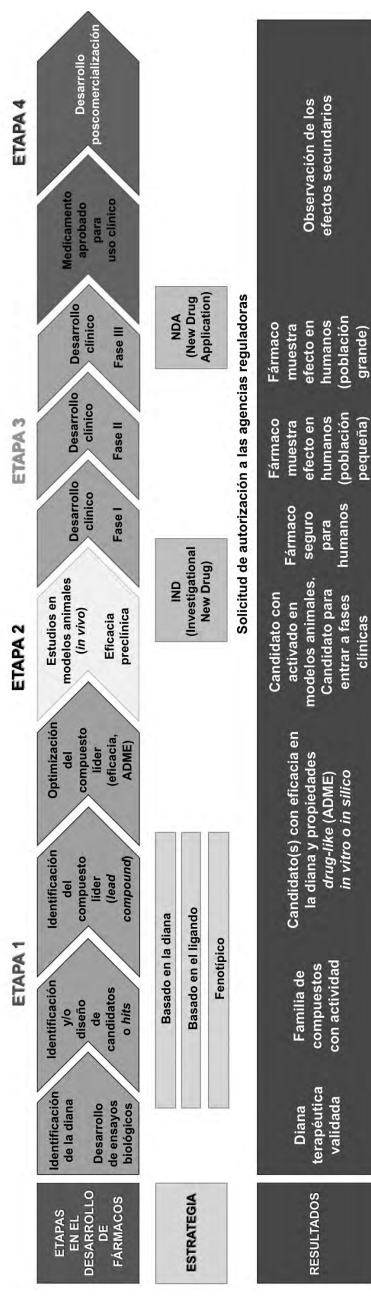 ETAPA 1
ETAPA 2
ETAPA 3
ETAPA 4
ETAPAS
EN EL
DESARROLLO
DE
FÁRMACOS
Identificación
de la diana
Desarrollo
de ensayos
biológicos
Identificación
y/o
diseño
de
candidatos
o hits
Identificación
del
compuesto
líder
(lead
compound)
Optimización
del
compuesto
líder
(eficacia,
ADME)
Estudios en
modelos animales
(in vivo)
Eficacia
preclínica
Desarrollo
clínico
Fase I
Desarrollo
clínico
Fase II
Desarrollo
clínico
Fase III
Medicamento
aprobado
para
uso clínico
Desarrollo
poscomercialización
ESTRATEGIA
Basado en la diana
Basado en el ligando
Fenotípico
IND
(Investigational
New Drug)
NDA
(New Drug
Application)
Solicitud de autorización a las agencias reguladoras
RESULTADOS
Diana
terapéutica
validada
Familia de
compuestos
con actividad
Candidato(s) con eficacia en
la diana y propiedades
drug-like (ADME)
in vitro o in silico
Candidato con
activado en
modelos animales.
Candidato para
entrar a fases
clínicas
Fármaco
seguro
para
humanos
Fármaco
muestra
efecto en
humanos
(población
pequeña)
Fármaco
muestra
efecto en
humanos
(población
grande)
Observación de los
efectos secundarios